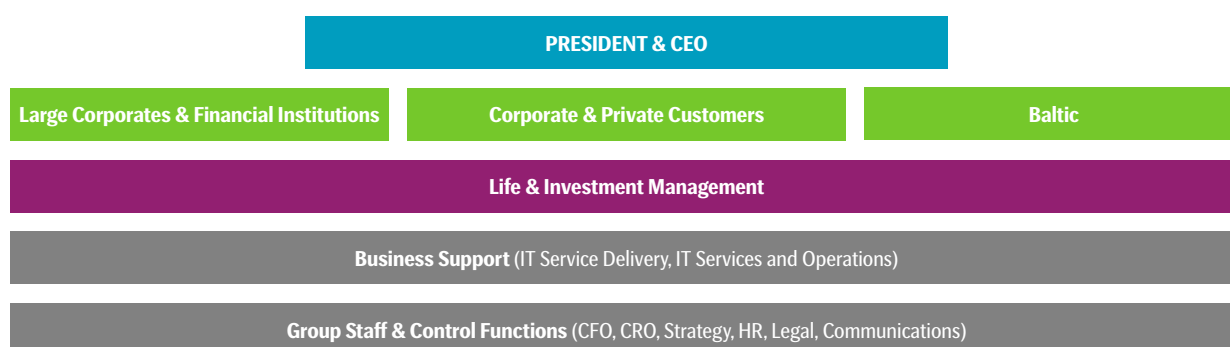 PRESIDENT & CEO
Large Corporates & Financial Institutions
Corporate & Private Customers
Baltic
Life & Investment Management
Business Support (IT Service Delivery, IT Services and Operations)
Group Staff & Control Functions (CFO, CRO, Strategy, HR, Legal, Communications)